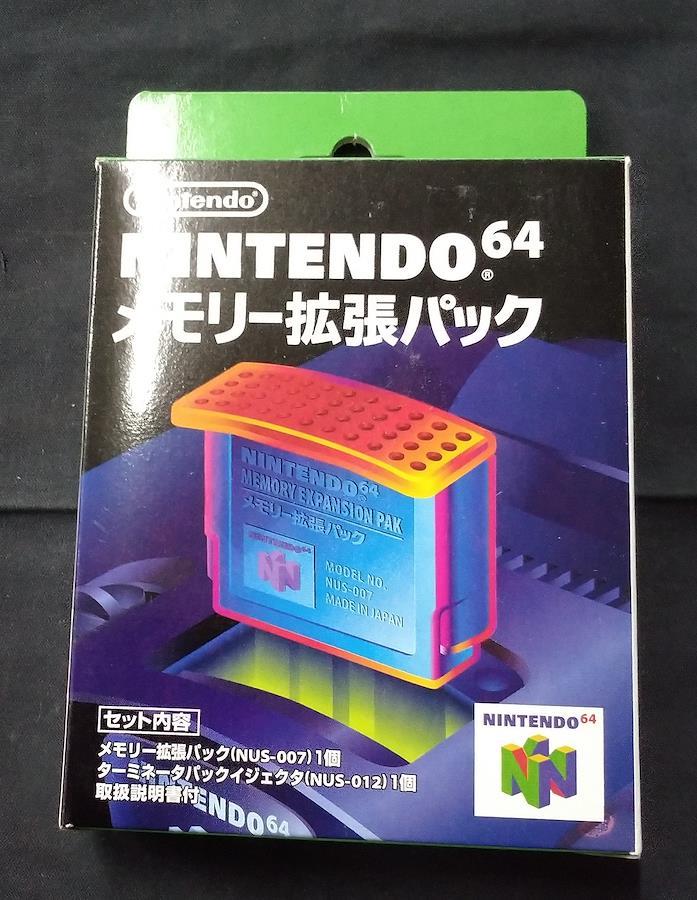 Nintendo®
NINTENDO64®
メモリー拡張パック
NINTENDO64
MEMORY EXPANSION PAK
メモリー拡張パック
NINTENDO64
MODEL NO.
NUS-007
MADE IN JAPAN
セット内容
メモリー拡張パック(NUS-007)1個
ターミネータパックイジェクタ(NUS-012)1個
取扱説明書付
NINTENDO64
NINTENDO64